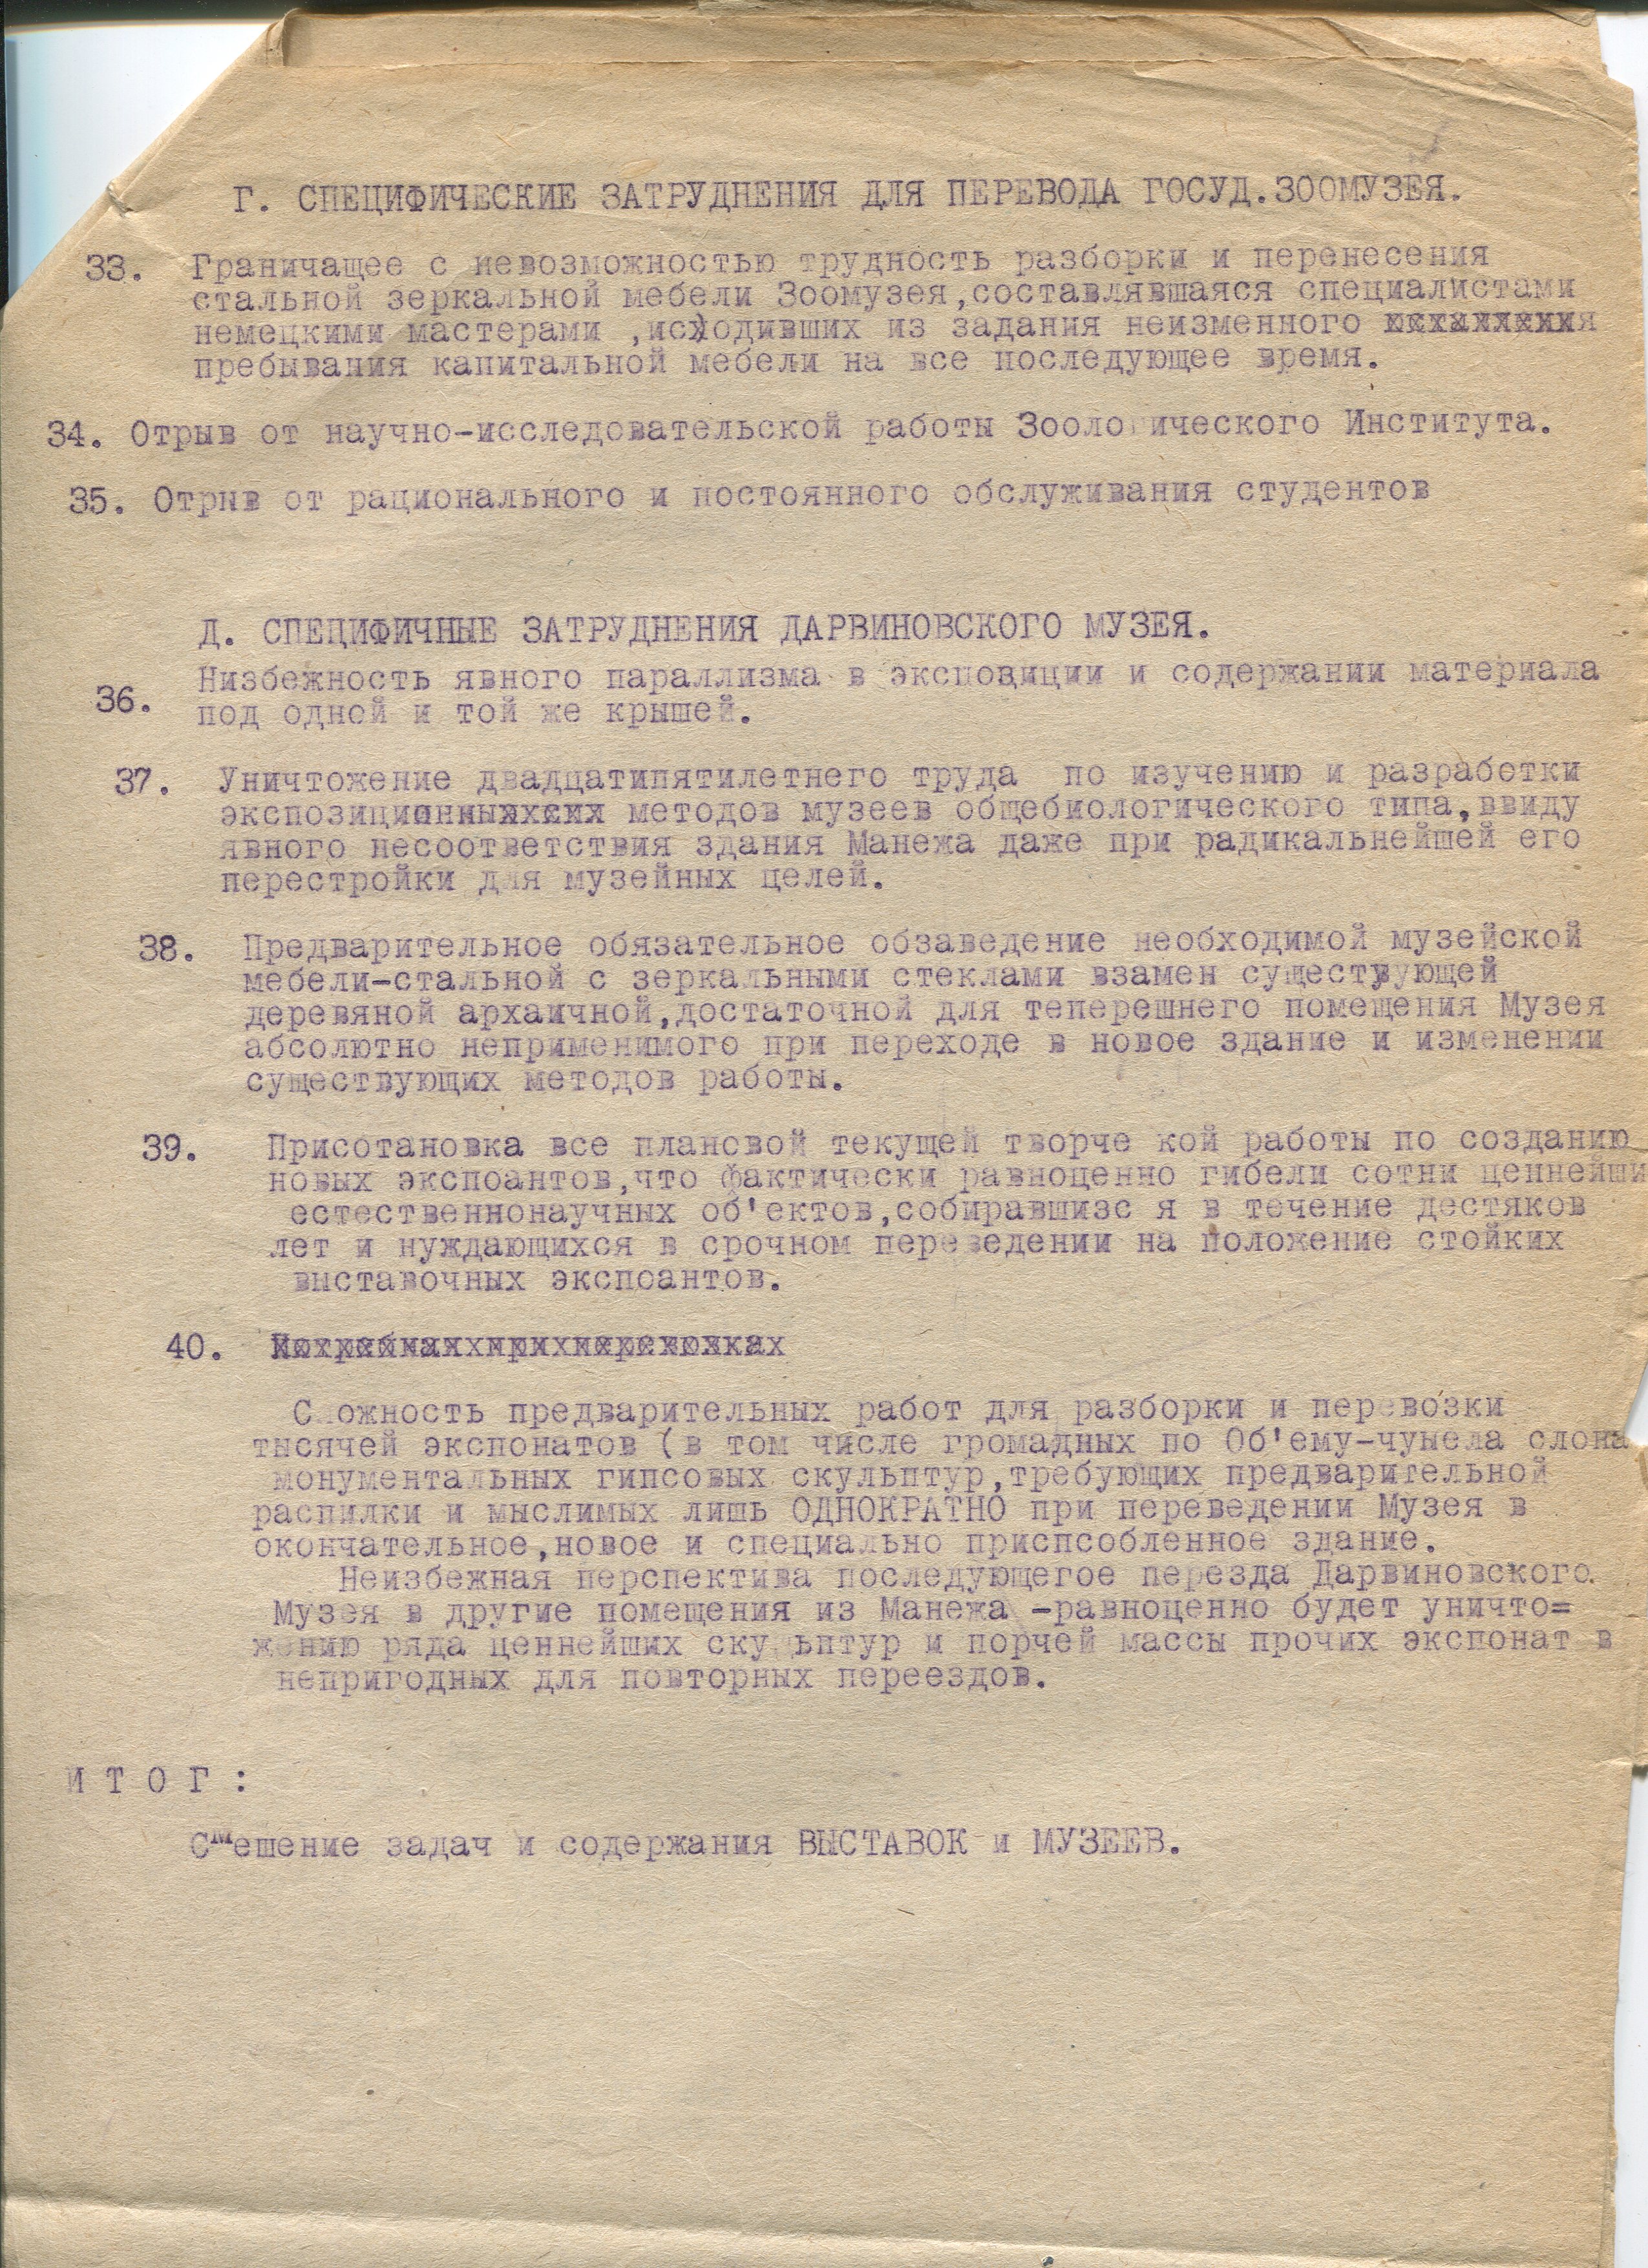 Г. СПЕЦИФИЧЕСКИЕ ЗАТРУДНЕНИЯ ДЛЯ ПЕРЕВОДА ГОСУД.ЗООМУЗЕЯ.
33. Граничащее с невозможностью трудность разборки и перенесения
стальной зеркальной мебели Зоомузея,составлявшаяся специалистами
немецкими мастерами ,исходивших из задания неизменного
пребывания капитальной мебели на все последующее время.
34. Отрыв от научно-исследовательской работы Зоологического Института.
35. Отрыв от рационального и постоянного обслуживания студентов
Д. СПЕЦИФИЧНЫЕ ЗАТРУДНЕНИЯ ДАРВИНОВСКОГО МУЗЕЯ.
36. Низбежность явного параллизма в экспозиции и содержании материала
под одной и той же крышей.
37. Уничтожение двадцатипятилетнего труда по изучению и разработки
экспозиционных методов музеев общебиологического типа,ввиду
явного несоответствия здания Манежа даже при радикальнейшей его
перестройки для музейных целей.
38. Предварительное обязательное обзаведение необходимой музейской
мебели-стальной с зеркальными стеклами взамен существующей
деревяной архаичной,достаточной для теперешнего помещения Музея
абсолютно неприменимого при переходе в новое здание и изменении
существующих методов работы.
39. Присотановка все плановой текущей творче кой работы по созданию
новых экспоантов,что фактически равноценно гибели сотни ценнейши
естественнонаучных об'ектов,собиравшизс я в течение дестяков
лет и нуждающихся в срочном переведении на положение стойких
выставочных экспоантов.
40.
Сложность предварительных работ для разборки и перевозки
тысячей экспонатов (в том числе громадных по Об'ему-чунела слона
монументальных гипсовых скульптур,требующих предварительной
распилки и мыслимых лишь ОДНОКРАТНО при переведении Музея в
окончательное,новое и специально приспсобленное здание.
Неизбежная перспектива последующегое перезда Дарвиновского
Музея в другие помещения из Манежа -равноценно будет уничто=
жению ряда ценнейших скульптур и порчей массы прочих экспонат в
непригодных для повторных переездов.
И Т О Г :
Смешение задач и содержания ВЫСТАВОК и МУЗЕЕВ.